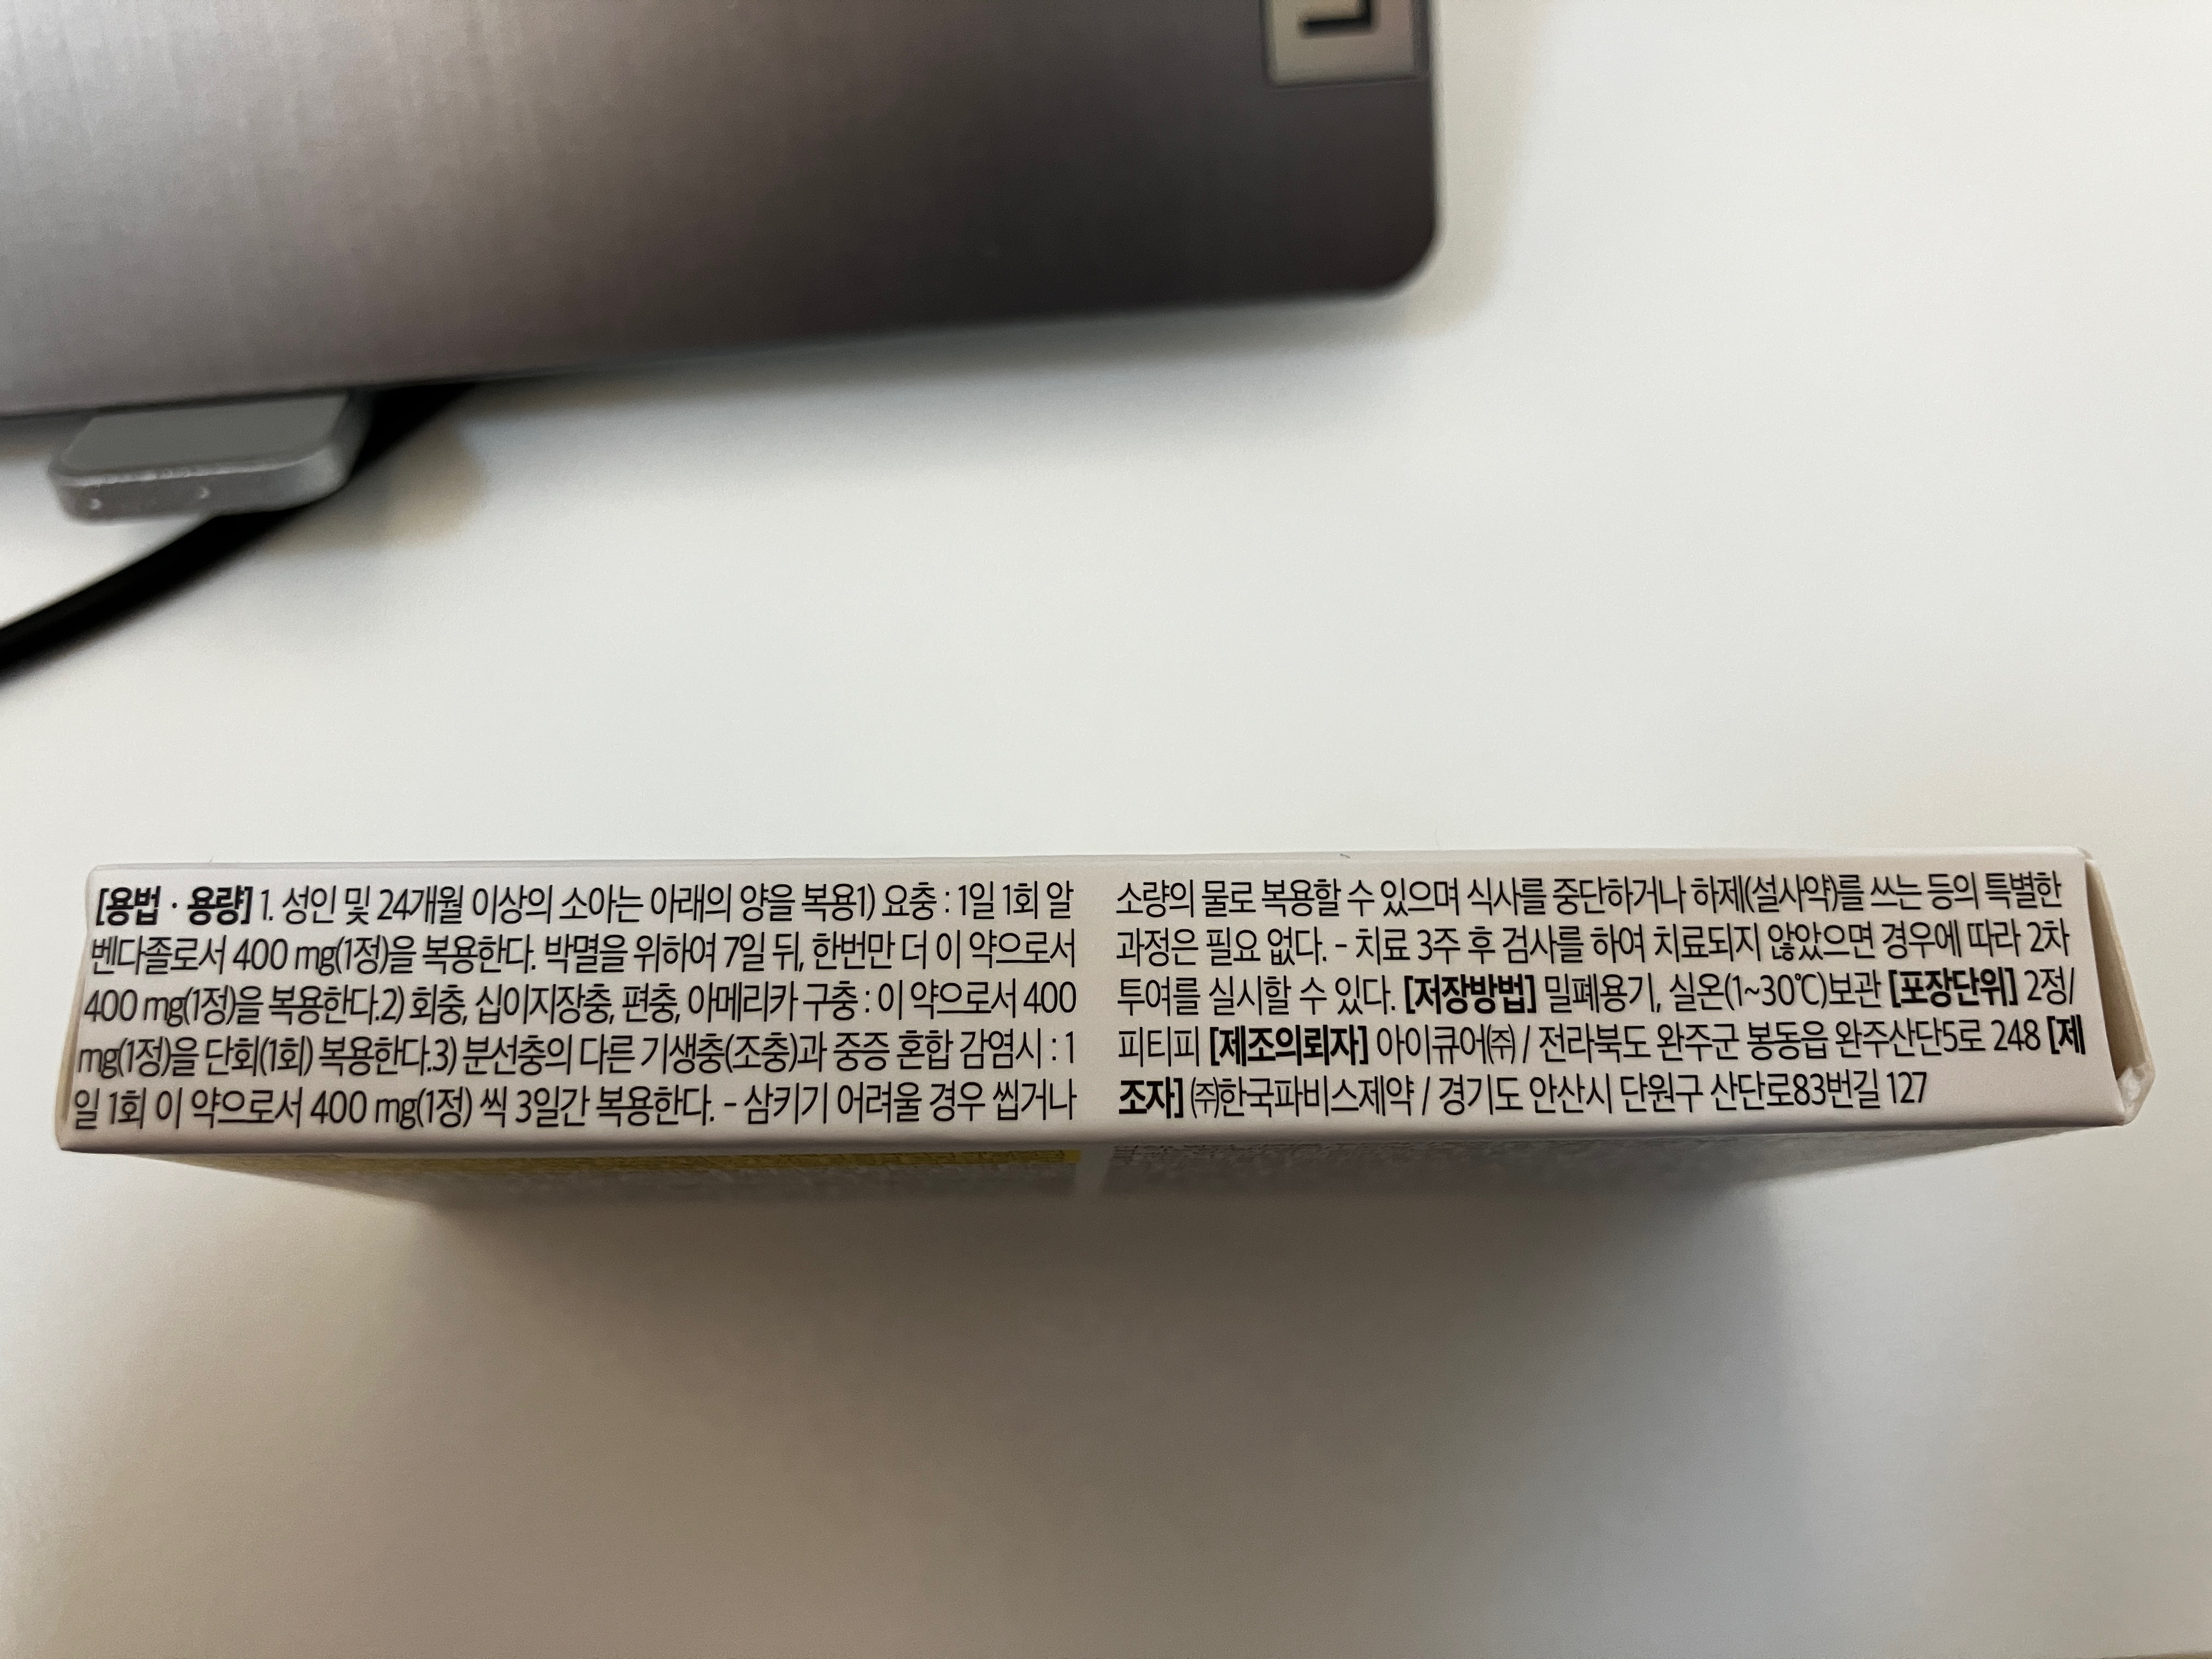 [용법 · 용량] 1. 성인 및 24개월 이상의 소아는 아래의 양을 복용1) 요충 : 1일 1회 알
벤다졸로서 400 mg(1정)을 복용한다. 박멸을 위하여 7일 뒤, 한번만 더 이 약으로서
400 mg(1정)을 복용한다.2) 회충, 십이지장충, 편충, 아메리카 구충 : 이 약으로서 400
mg(1정)을 단회(1회) 복용한다.3) 분선충의 다른 기생충(조충)과 중증 혼합 감염시 : 1
일 1회 이 약으로서 400 mg(1정) 씩 3일간 복용한다. - 삼키기 어려울 경우 씹거나
소량의 물로 복용할 수 있으며 식사를 중단하거나 하제(설사약)를 쓰는 등의 특별한
과정은 필요 없다. - 치료 3주 후 검사를 하여 치료되지 않았으면 경우에 따라 2차
투여를 실시할 수 있다. [저장방법] 밀폐용기, 실온(1~30℃)보관 [포장단위] 2정/
피티피 [제조의뢰자] 아이큐어㈜ / 전라북도 완주군 봉동읍 완주산단5로 248 [제
조자] ㈜한국파비스제약 / 경기도 안산시 단원구 산단로83번길 127